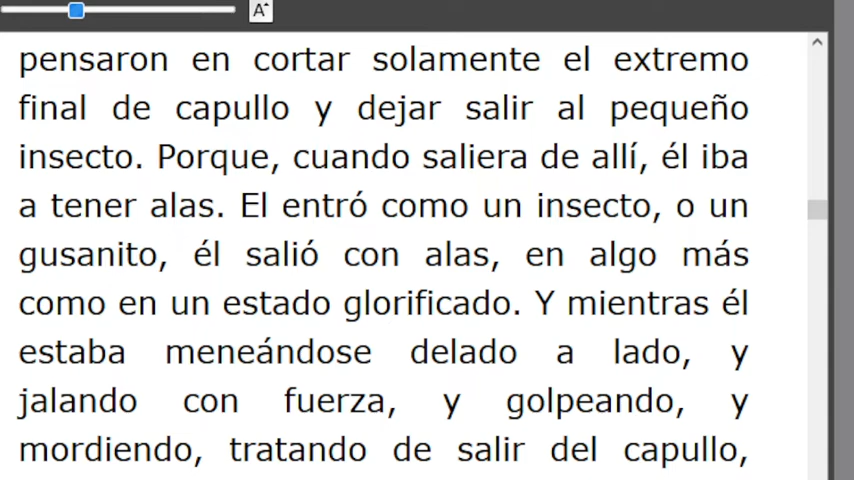 A
pensaron en cortar solamente el extremo
final de capullo y dejar salir al pequeño
insecto. Porque, cuando saliera de allí, él iba
a tener alas. El entró como un insecto, o un
gusanito, él salió con alas, en algo más
como en un estado glorificado. Y mientras él
estaba meneándose delado a lado, y
jalando con fuerza, y golpeando, y
mordiendo, tratando de salir del capullo,